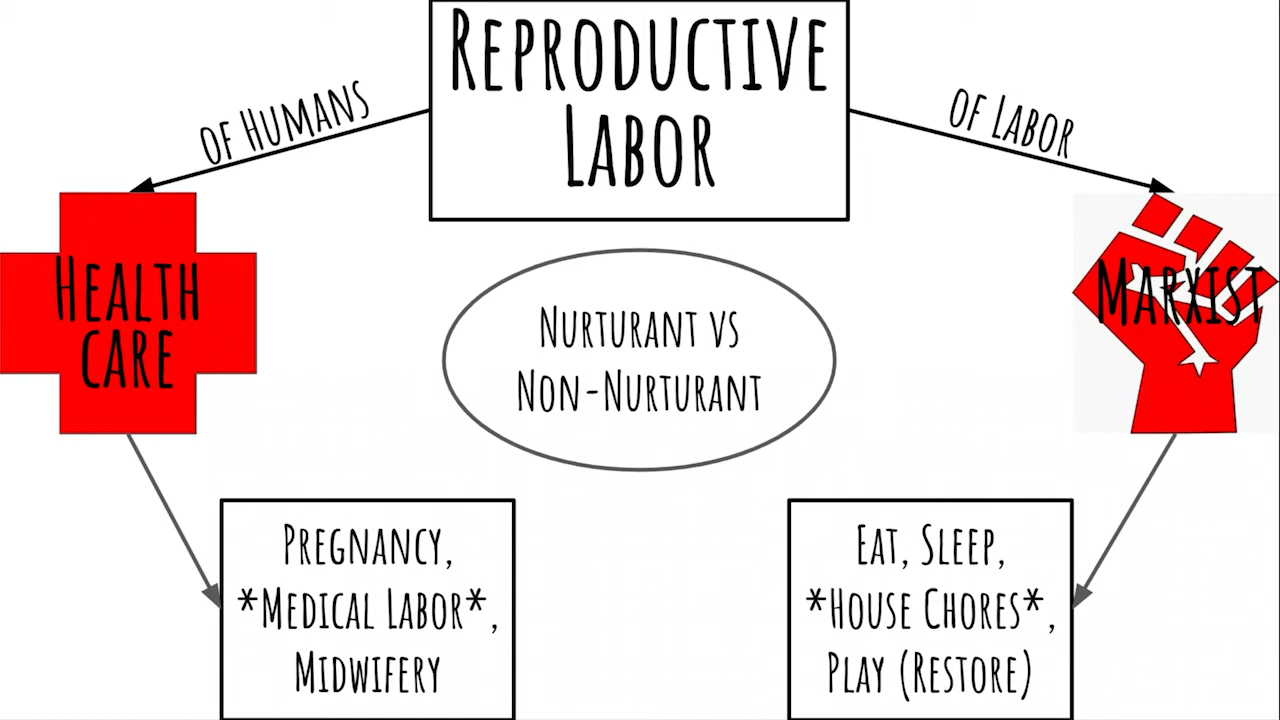 Reproductive
Labor
of Humans
of Labor
Health
care
Marxist
Nurturant vs
Non-Nurturant
Pregnancy,
*Medical Labor*,
Midwifery
Eat, Sleep,
*House Chores*,
Play (Restore)